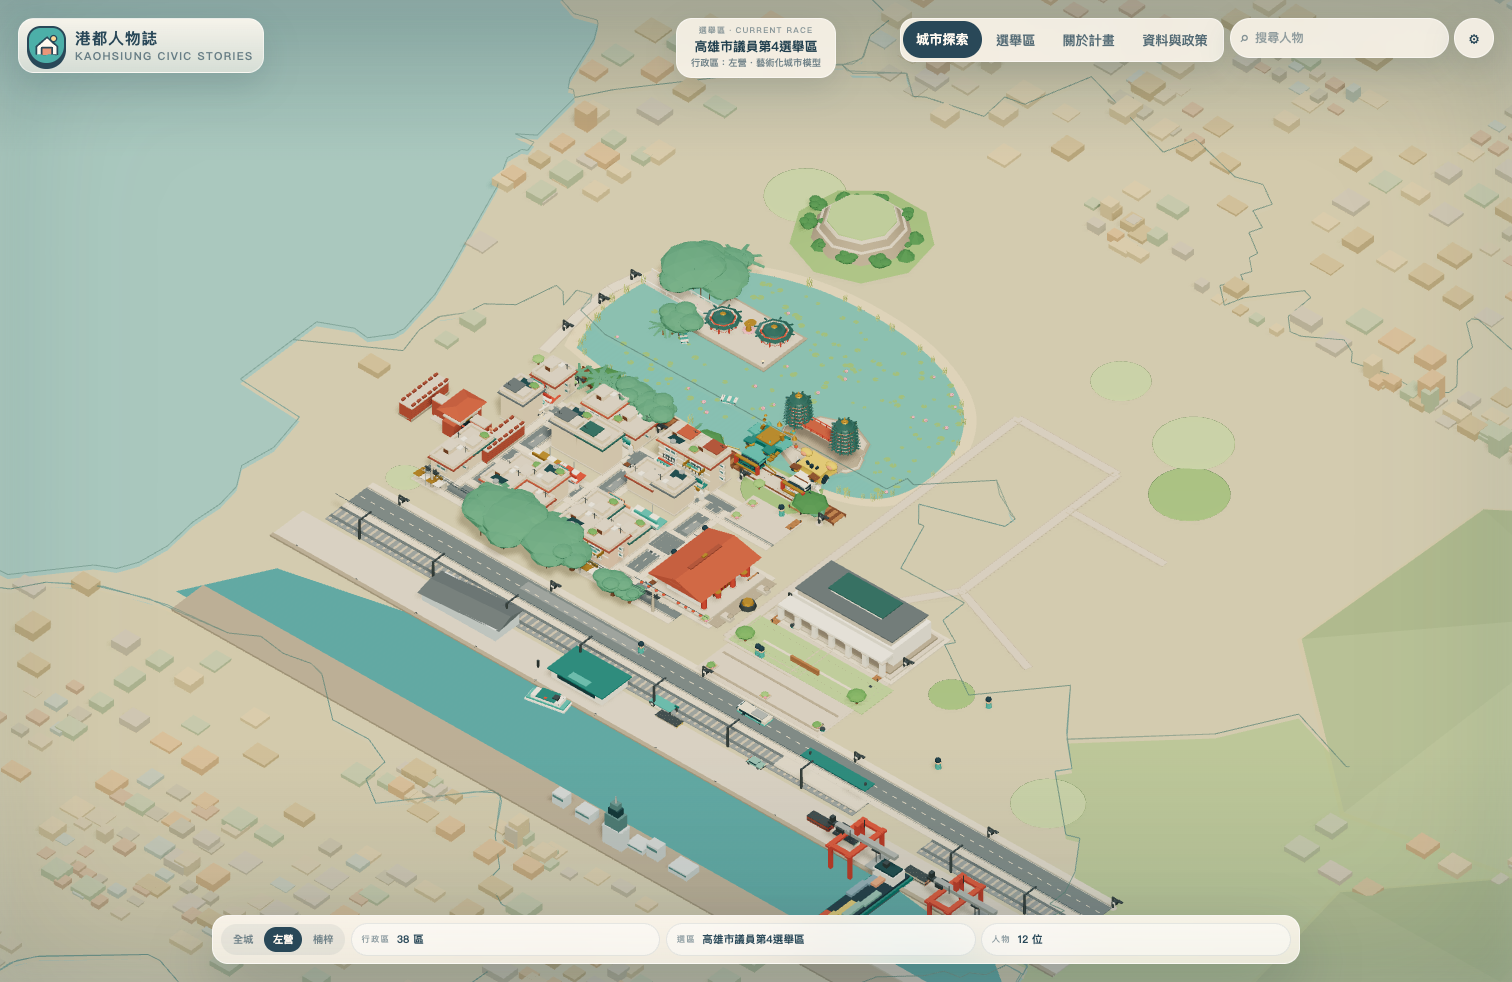 港都人物誌
KAOHSIUNG CIVIC STORIES
選舉區 · CURRENT RACE
高雄市議員第4選舉區
行政區：左營 · 藝術化城市模型
城市探索
選舉區
關於計畫
資料與政策
搜尋人物
全城
左營
楠梓
行政區 38 區
選區 高雄市議員第4選舉區
人物 12 位